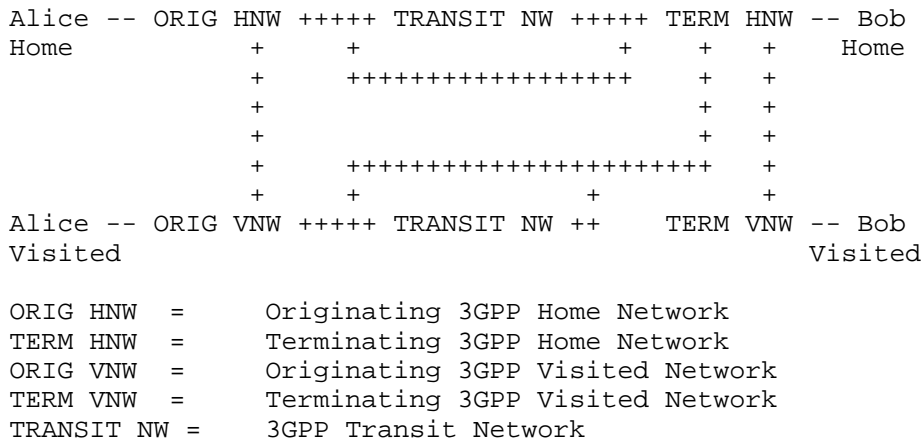 Alice -- ORIG HNW +++++ TRANSIT NW +++++ TERM HNW -- Bob
Home            +     +                +    +   +    Home
                +     ++++++++++++++++++    +   +
                +                           +   +
                +                           +   +
                +     +++++++++++++++++++++++   +
                +     +              +          +
Alice -- ORIG VNW +++++ TRANSIT NW ++    TERM VNW -- Bob
Visited                                           Visited
ORIG HNW   =     Originating 3GPP Home Network
TERM HNW   =     Terminating 3GPP Home Network
ORIG VNW   =     Originating 3GPP Visited Network
TERM VNW   =     Terminating 3GPP Visited Network
TRANSIT NW =     3GPP Transit Network